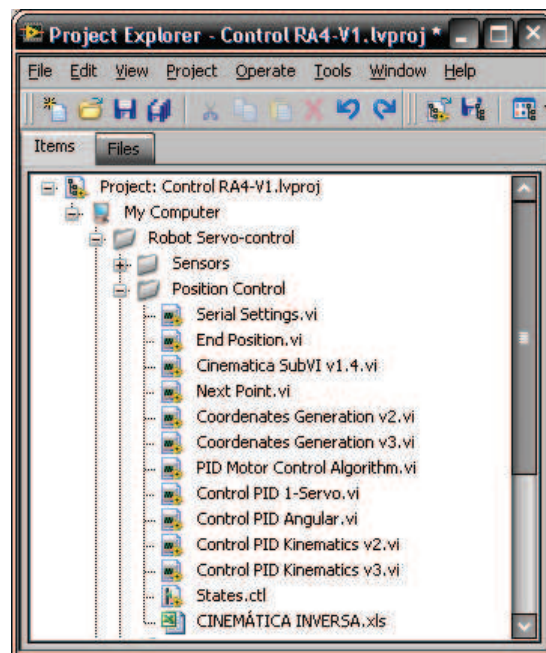 Project Explorer - Control RA4-V1.lvproj *
File Edit View Project Operate Tools Window Help
Items Files
Project: Control RA4-V1.lvproj
My Computer
Robot Servo-control
Sensors
Position Control
Serial Settings.vi
End Position.vi
Cinematica SubVI v1.4.vi
Next Point.vi
Coordenates Generation v2.vi
Coordenates Generation v3.vi
PID Motor Control Algorithm.vi
Control PID 1-Servo.vi
Control PID Angular.vi
Control PID Kinematics v2.vi
Control PID Kinematics v3.vi
States.ctl
CINEMÁTICA INVERSA.xls